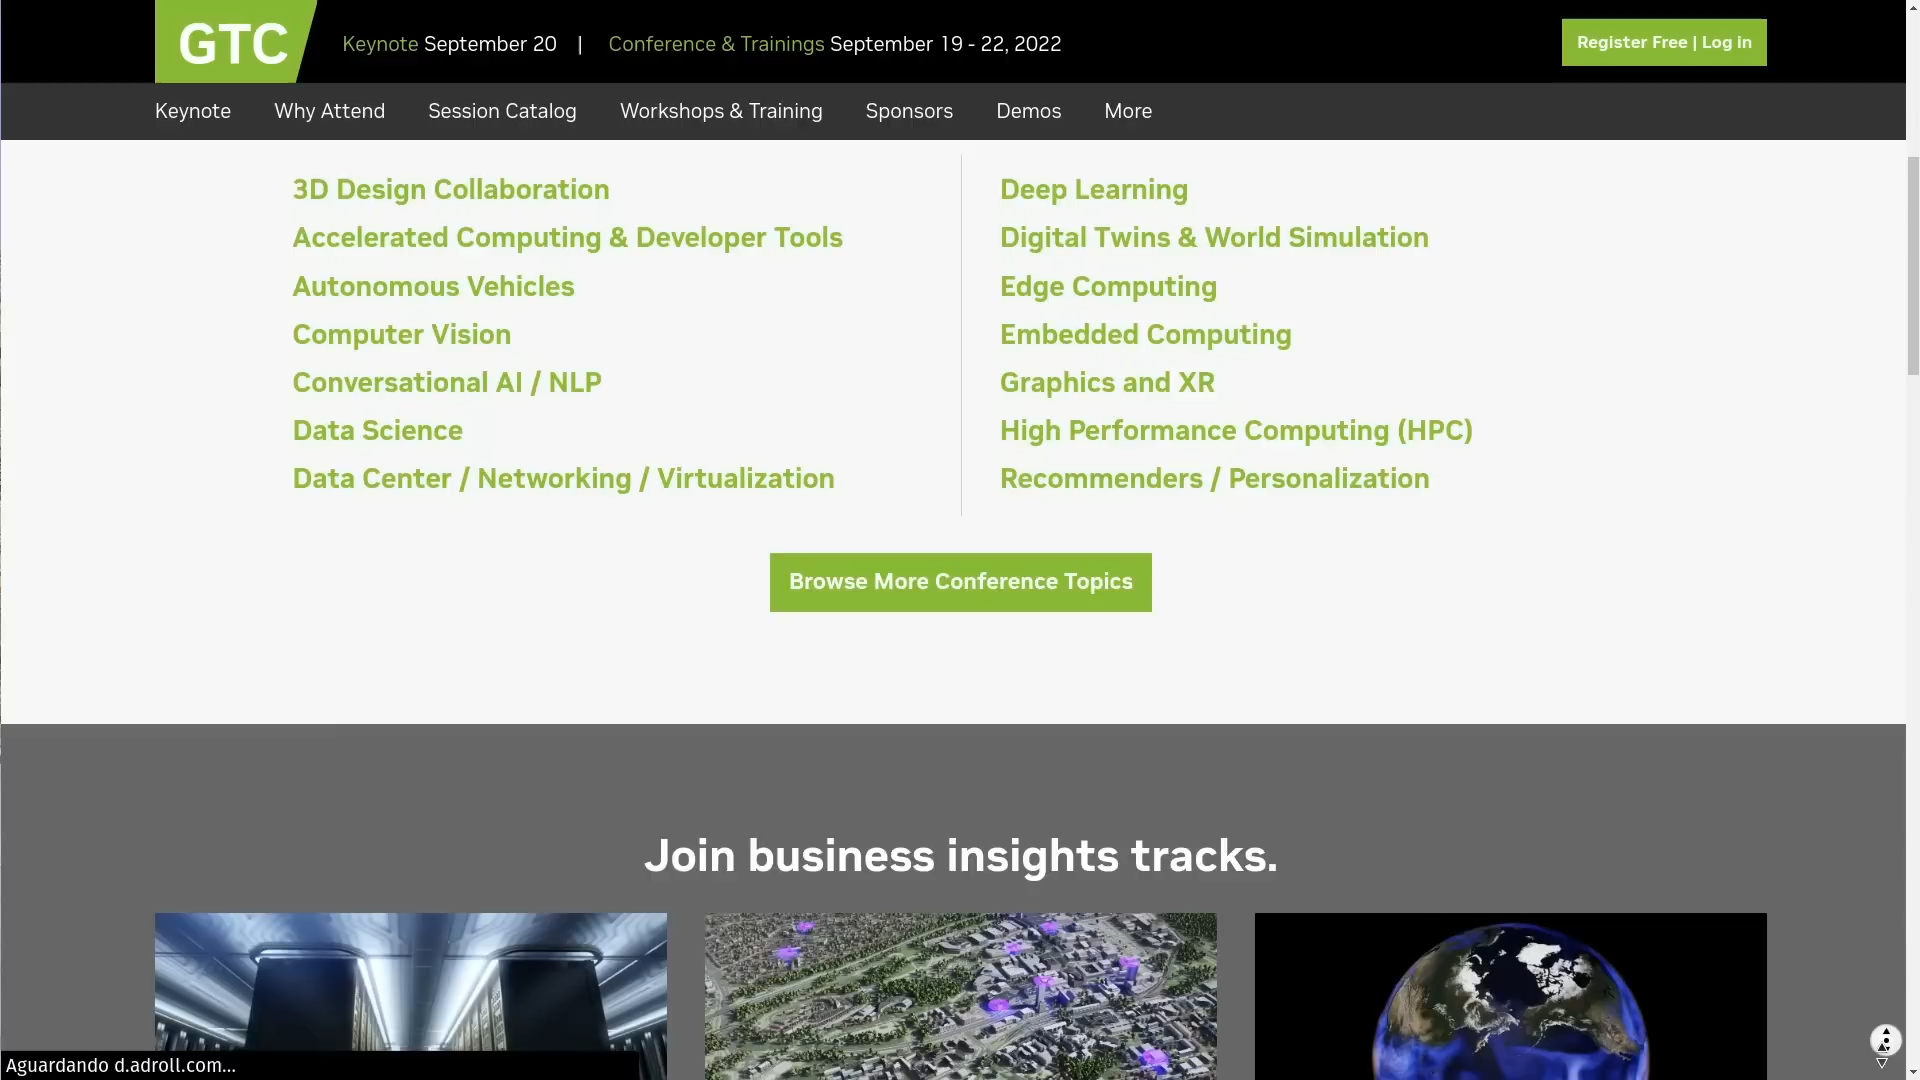 GTC
Keynote September 20 | Conference & Trainings September 19 - 22, 2022
Register Free | Log in
Keynote Why Attend Session Catalog Workshops & Training Sponsors Demos More
3D Design Collaboration
Accelerated Computing & Developer Tools
Autonomous Vehicles
Computer Vision
Conversational AI / NLP
Data Science
Data Center / Networking / Virtualization
Deep Learning
Digital Twins & World Simulation
Edge Computing
Embedded Computing
Graphics and XR
High Performance Computing (HPC)
Recommenders / Personalization
Browse More Conference Topics
Join business insights tracks.
Aguardando d.adroll.com...